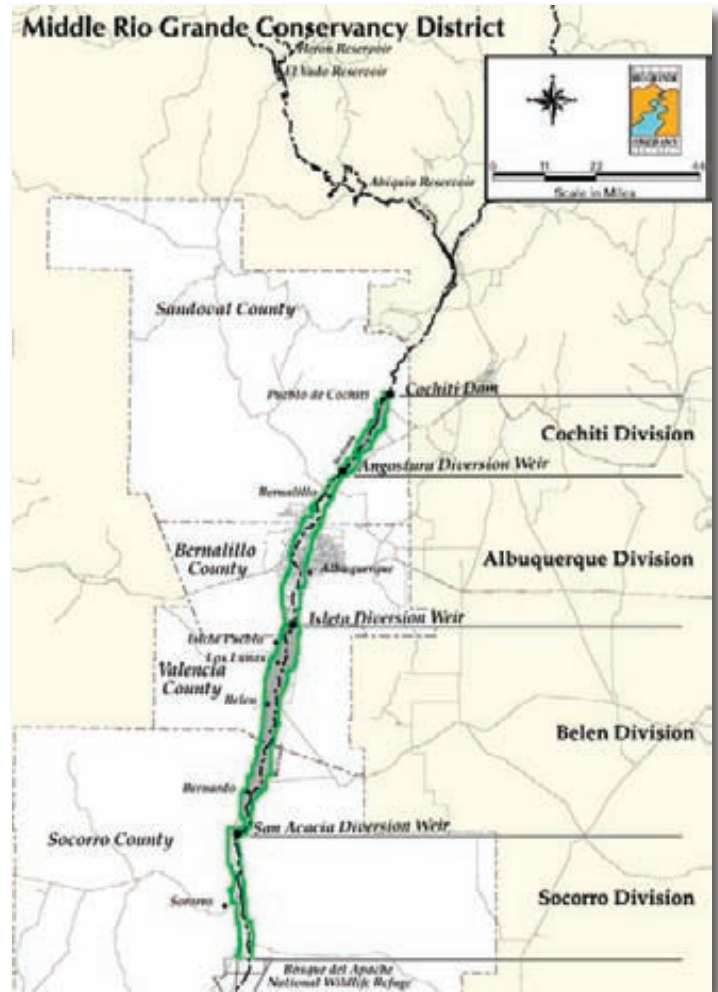 Middle Rio Grande Conservancy District
Heron Reservoir
El Vado Reservoir
0 11 22 44
Scale in Miles
Abiquiu Reservoir
Sandoval County
Pueblo de Cochiti
Cochiti Dam
Cochiti Division
Angostura Diversion Weir
Bernalillo
Bernalillo
County
Albuquerque
Albuquerque Division
Isleta Diversion Weir
Isleta Pueblo
Los Lunas
Valencia
County
Belen
Belen Division
Bernardo
San Acacia Diversion Weir
Socorro County
Socorro
Socorro Division
Bosque del Apache
National Wildlife Refuge